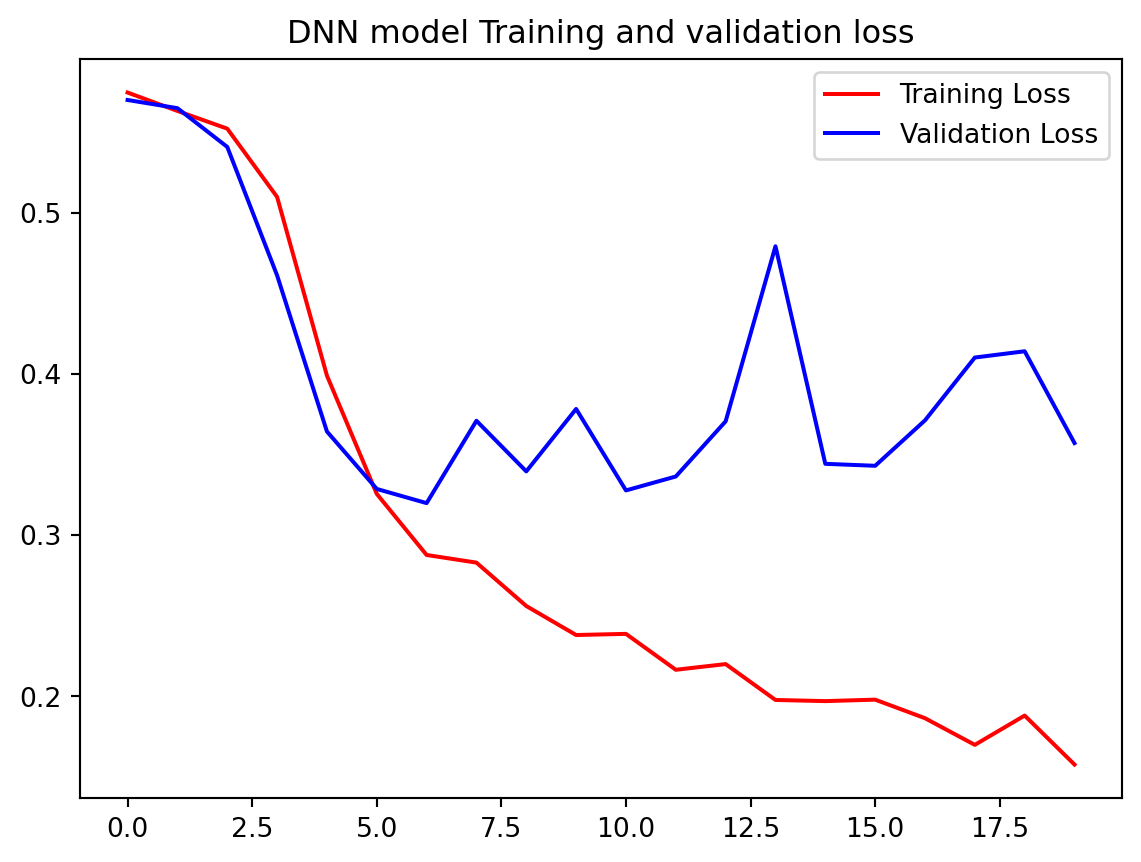 DNN model Training and validation loss
Training Loss
Validation Loss
0.5
0.4
0.3
0.2
0.0 2.5 5.0 7.5 10.0 12.5 15.0 17.5